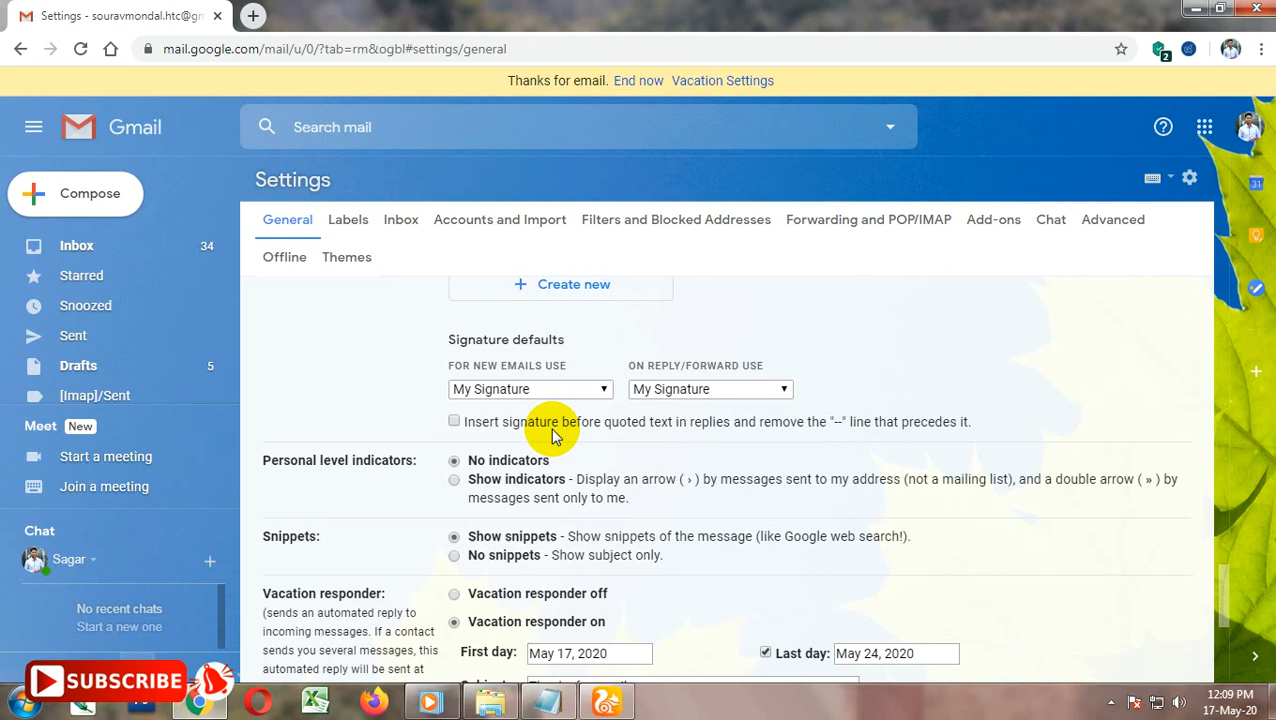 Settings - souravmondal.htc@gm
mail.google.com/mail/u/0/?tab=rm&ogbl#settings/general
2
Thanks for email. End now Vacation Settings
Gmail
Search mail
Compose
Settings
31
General Labels Inbox Accounts and Import Filters and Blocked Addresses Forwarding and POP/IMAP Add-ons Chat Advanced
Offline Themes
Inbox 34
Starred
Snoozed
Sent
Drafts 5
[Imap]/Sent
Meet New
Start a meeting
Join a meeting
Chat
Sagar
No recent chats
Start a new one
+ Create new
Signature defaults
FOR NEW EMAILS USE ON REPLY/FORWARD USE
My Signature My Signature
Insert signature before quoted text in replies and remove the "--" line that precedes it.
Personal level indicators: No indicators
Show indicators - Display an arrow ( › ) by messages sent to my address (not a mailing list), and a double arrow ( » ) by
messages sent only to me.
Snippets: Show snippets - Show snippets of the message (like Google web search!).
No snippets - Show subject only.
Vacation responder: Vacation responder off
(sends an automated reply to
incoming messages. If a contact
sends you several messages, this
automated reply will be sent at
Vacation responder on
First day: May 17, 2020 Last day: May 24, 2020
SUBSCRIBE
12:09 PM
17-May-20